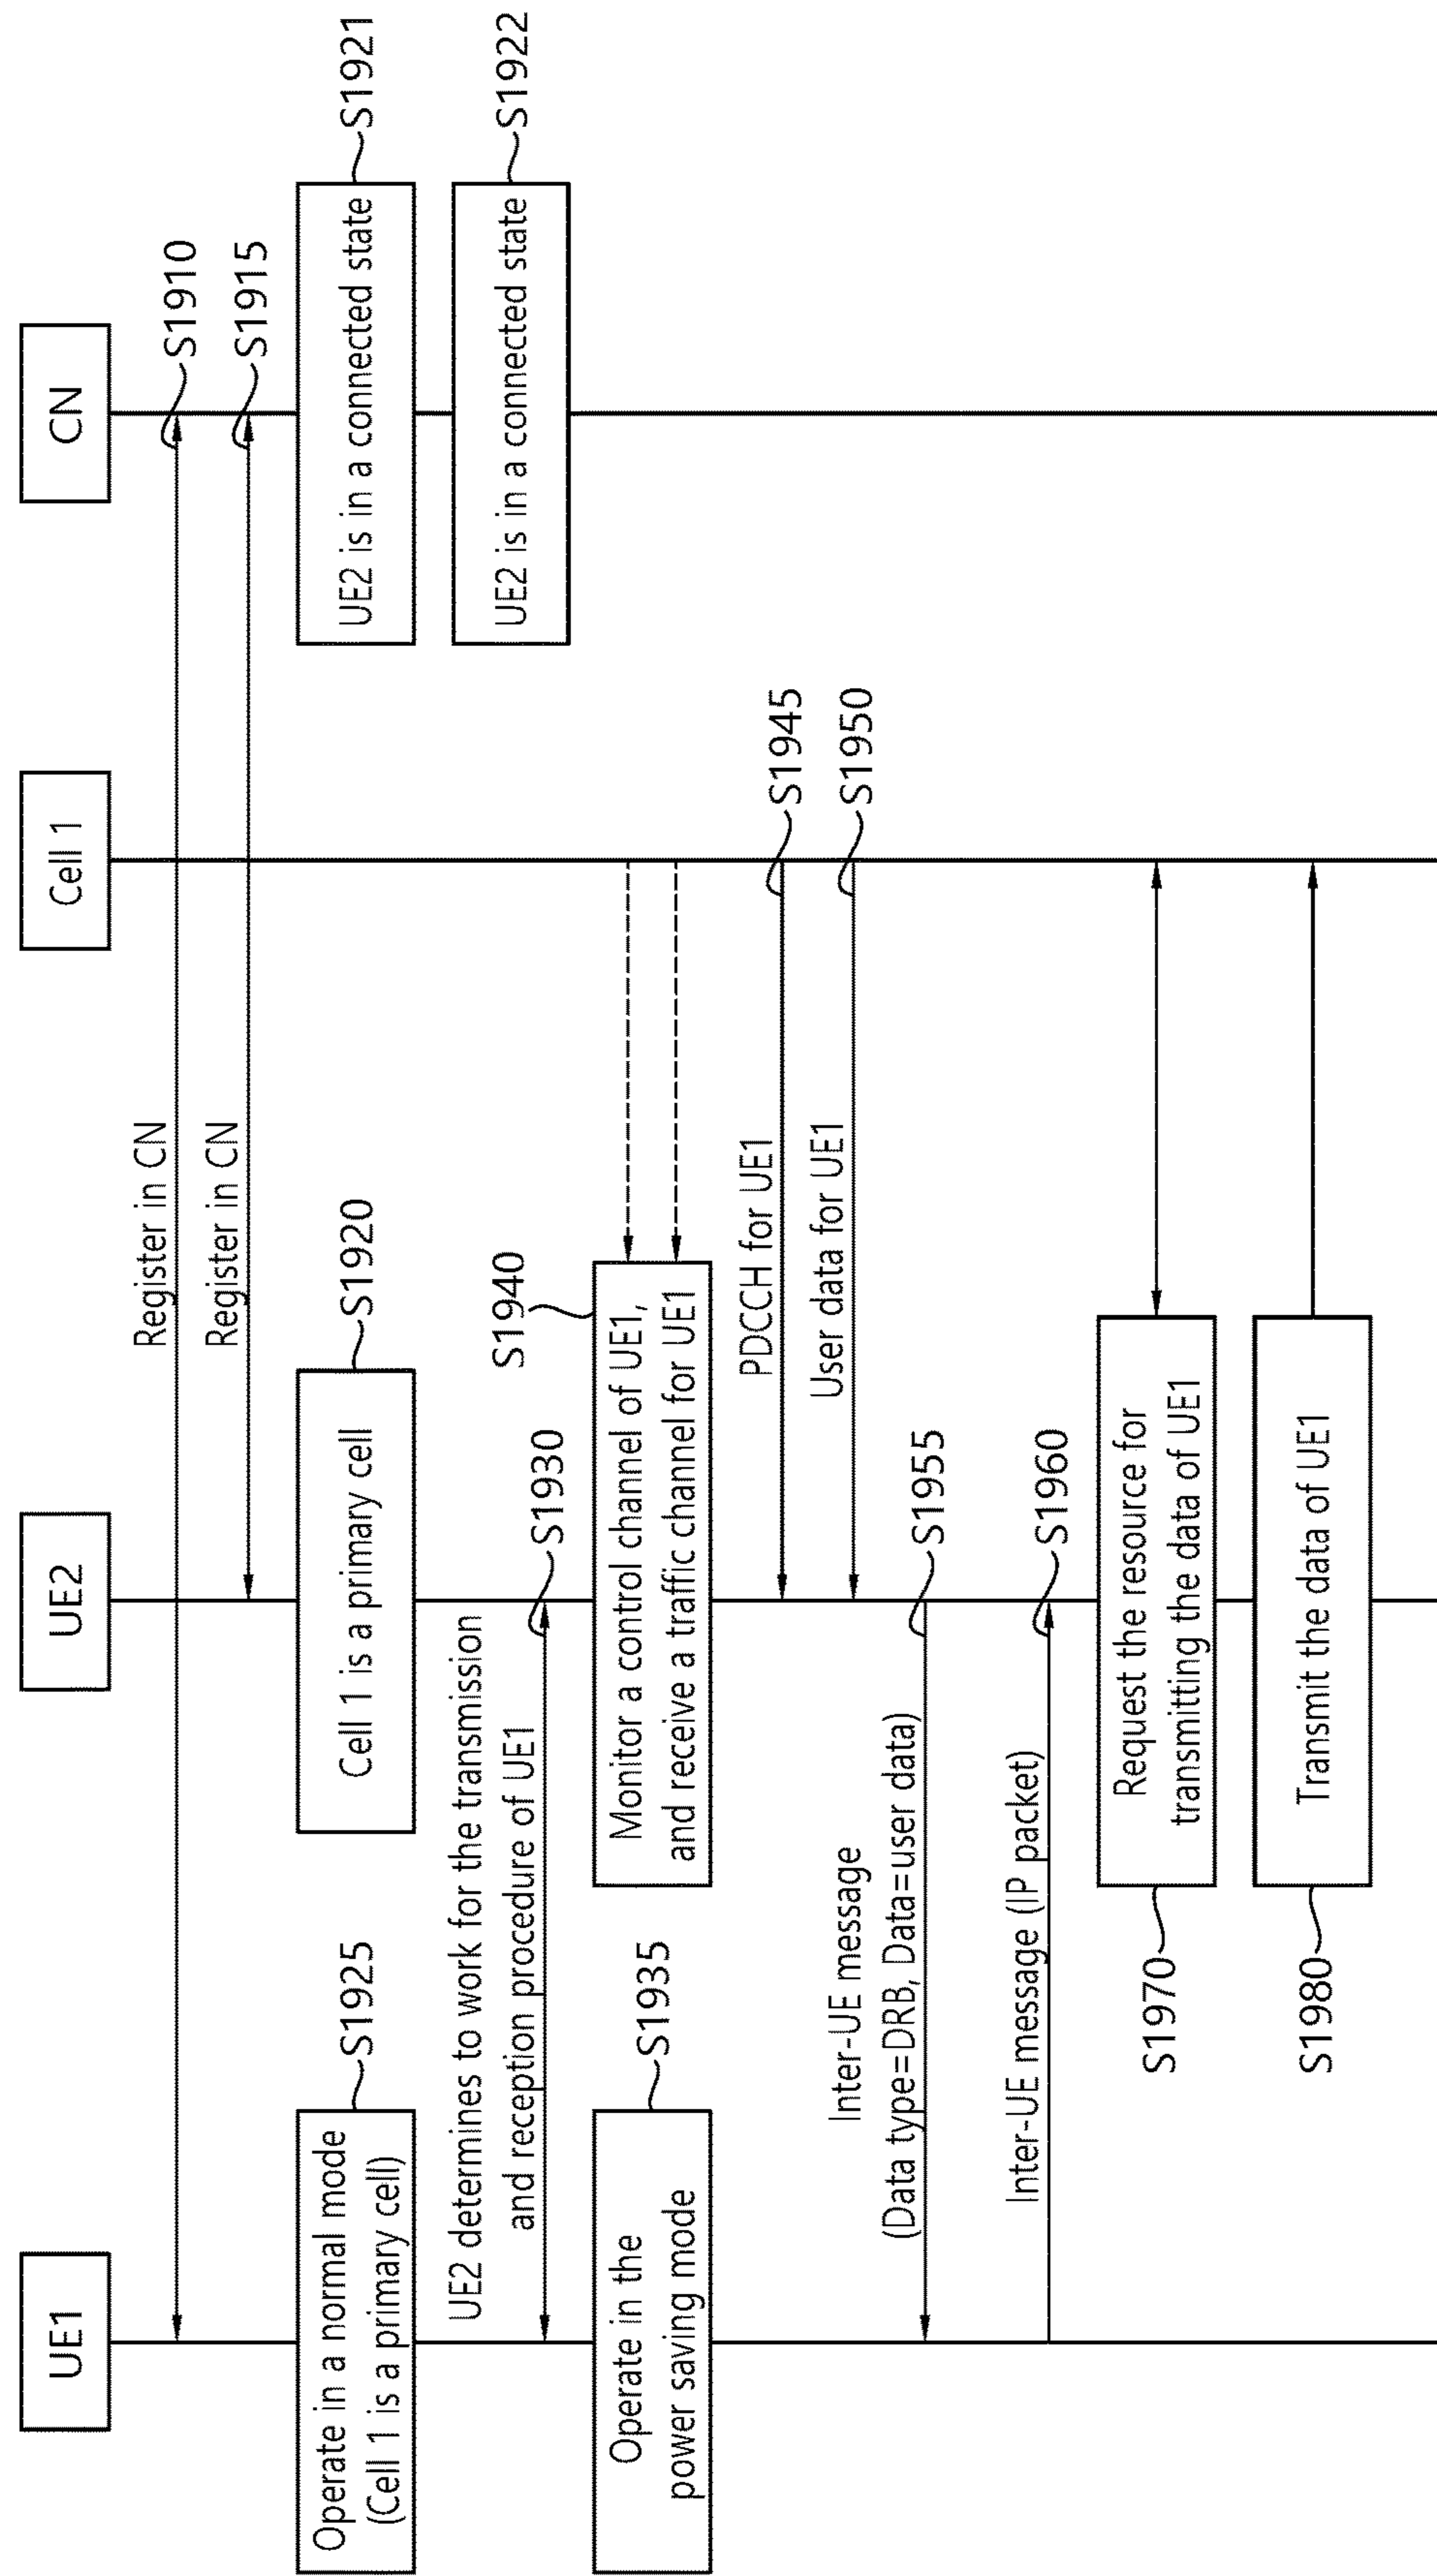 UE1
UE2
Cell 1
CN
Register in CN
S1910
Register in CN
S1915
Operate in a normal mode
(Cell 1 is a primary cell)
S1925
Cell 1 is a primary cell
S1920
UE2 is in a connected state
S1921
UE2 is in a connected state
S1922
UE2 determines to work for the transmission
and reception procedure of UE1
S1930
Operate in the
power saving mode
S1935
S1940
Monitor a control channel of UE1,
and receive a traffic channel for UE1
PDCCH for UE1
S1945
User data for UE1
S1950
Inter-UE message
(Data type=DRB, Data=user data)
S1955
Inter-UE message (IP packet)
S1960
Request the resource for
transmitting the data of UE1
S1970
Transmit the data of UE1
S1980